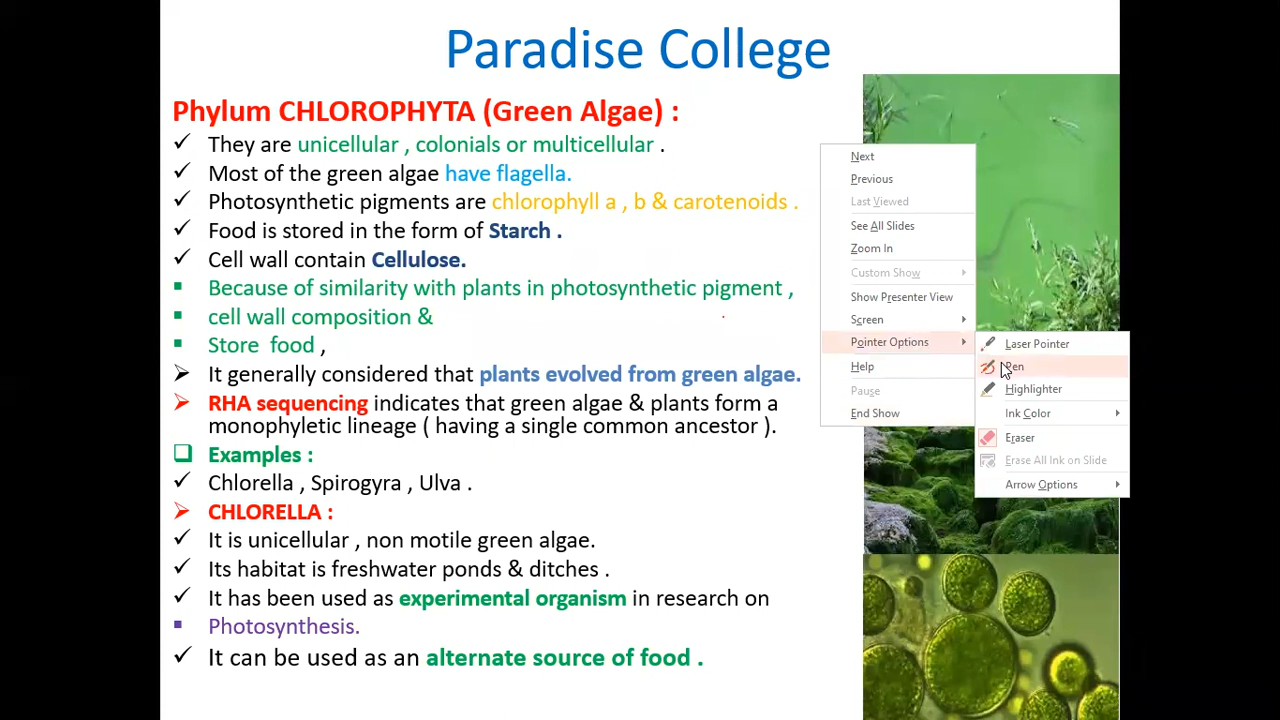 Paradise College
Phylum CHLOROPHYTA (Green Algae) :
✓ They are unicellular , colonials or multicellular .
✓ Most of the green algae have flagella.
✓ Photosynthetic pigments are chlorophyll a , b & carotenoids .
✓ Food is stored in the form of Starch .
✓ Cell wall contain Cellulose.
▪ Because of similarity with plants in photosynthetic pigment ,
▪ cell wall composition &
▪ Store food ,
➢ It generally considered that plants evolved from green algae.
➢ RHA sequencing indicates that green algae & plants form a
monophyletic lineage ( having a single common ancestor ).
❑ Examples :
✓ Chlorella , Spirogyra , Ulva .
➢ CHLORELLA :
✓ It is unicellular , non motile green algae.
✓ Its habitat is freshwater ponds & ditches .
✓ It has been used as experimental organism in research on
▪ Photosynthesis.
✓ It can be used as an alternate source of food .
Next
Previous
Last Viewed
See All Slides
Zoom In
Custom Show
Show Presenter View
Screen
Pointer Options
Help
Pause
End Show
Laser Pointer
Pen
Highlighter
Ink Color
Eraser
Erase All Ink on Slide
Arrow Options